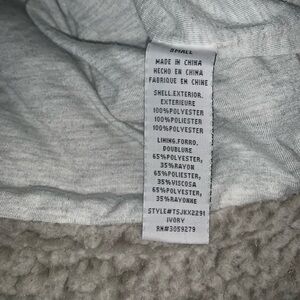 SMALL
MADE IN CHINA
HECHO EN CHINA
FABRIQUE EN CHINE
SHELL.EXTERIOR.
EXTERIEURE
100%POLYESTER
100%POLIESTER
100%POLYESTER
LINING.FORRO.
DOUBLURE
65%POLYESTER,
35%RAYON
65%POLIESTER,
35%VISCOSA
65%POLYESTER,
35%RAYONNE
STYLE#TSJKX2291
IVORY
RN#3059279